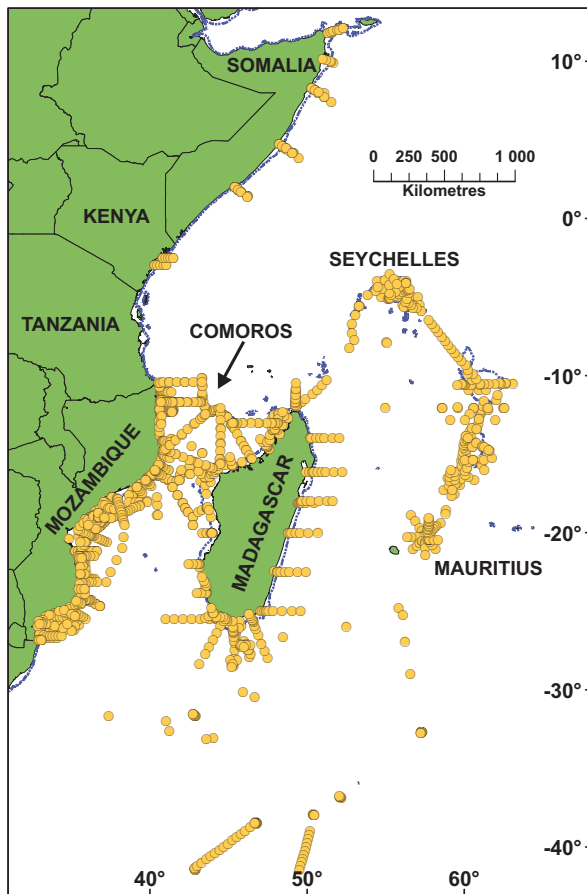 SOMALIA
10°
0 250 500 1 000
Kilometres
KENYA
0°
SEYCHELLES
TANZANIA
COMOROS
-10°
MOZAMBIQUE
MADAGASCAR
-20°
MAURITIUS
-30°
-40°
40° 50° 60°